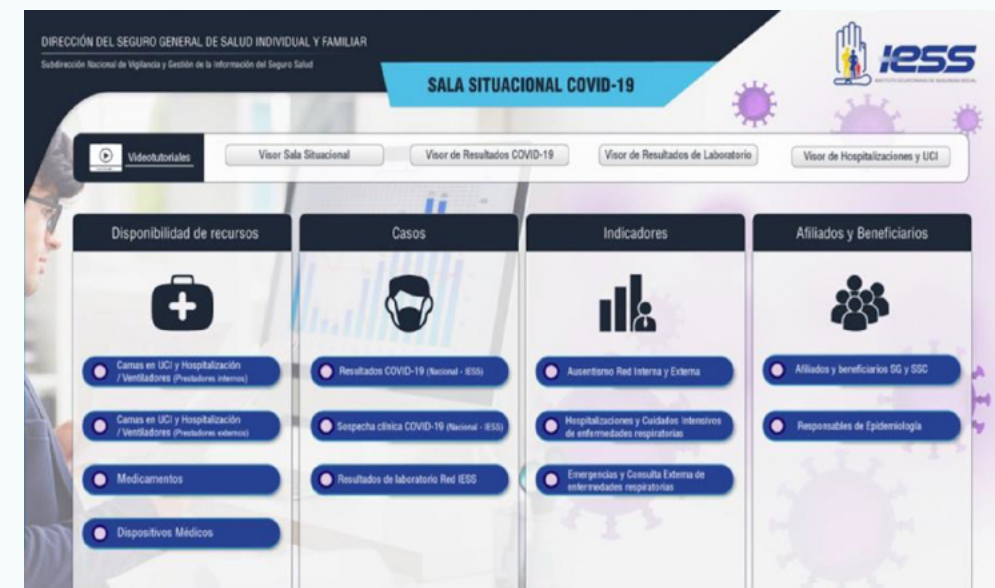 DIRECCIÓN DEL SEGURO GENERAL DE SALUD INDIVIDUAL Y FAMILIAR
Subdirección Nacional de Vigilancia y Gestión de la Información del Seguro Salud
SALA SITUACIONAL COVID-19
IESS
INSTITUTO ECUATORIANO DE SEGURIDAD SOCIAL
Videotutoriales
Visor Sala Situacional
Visor de Resultados COVID-19
Visor de Resultados de Laboratorio
Visor de Hospitalizaciones y UCI
Disponibilidad de recursos
Camas en UCI y Hospitalización
/ Ventiladores (Prestadores internos)
Camas en UCI y Hospitalización
/ Ventiladores (Prestadores externos)
Medicamentos
Dispositivos Médicos
Casos
Resultados COVID-19 (Nacional - IESS)
Sospecha clínica COVID-19 (Nacional - IESS)
Resultados de laboratorio Red IESS
Indicadores
Ausentismo Red Interna y Externa
Hospitalizaciones y Cuidados Intensivos
de enfermedades respiratorias
Emergencias y Consulta Externa de
enfermedades respiratorias
Afiliados y Beneficiarios
Afiliados y beneficiarios SG y SSC
Responsables de Epidemiología